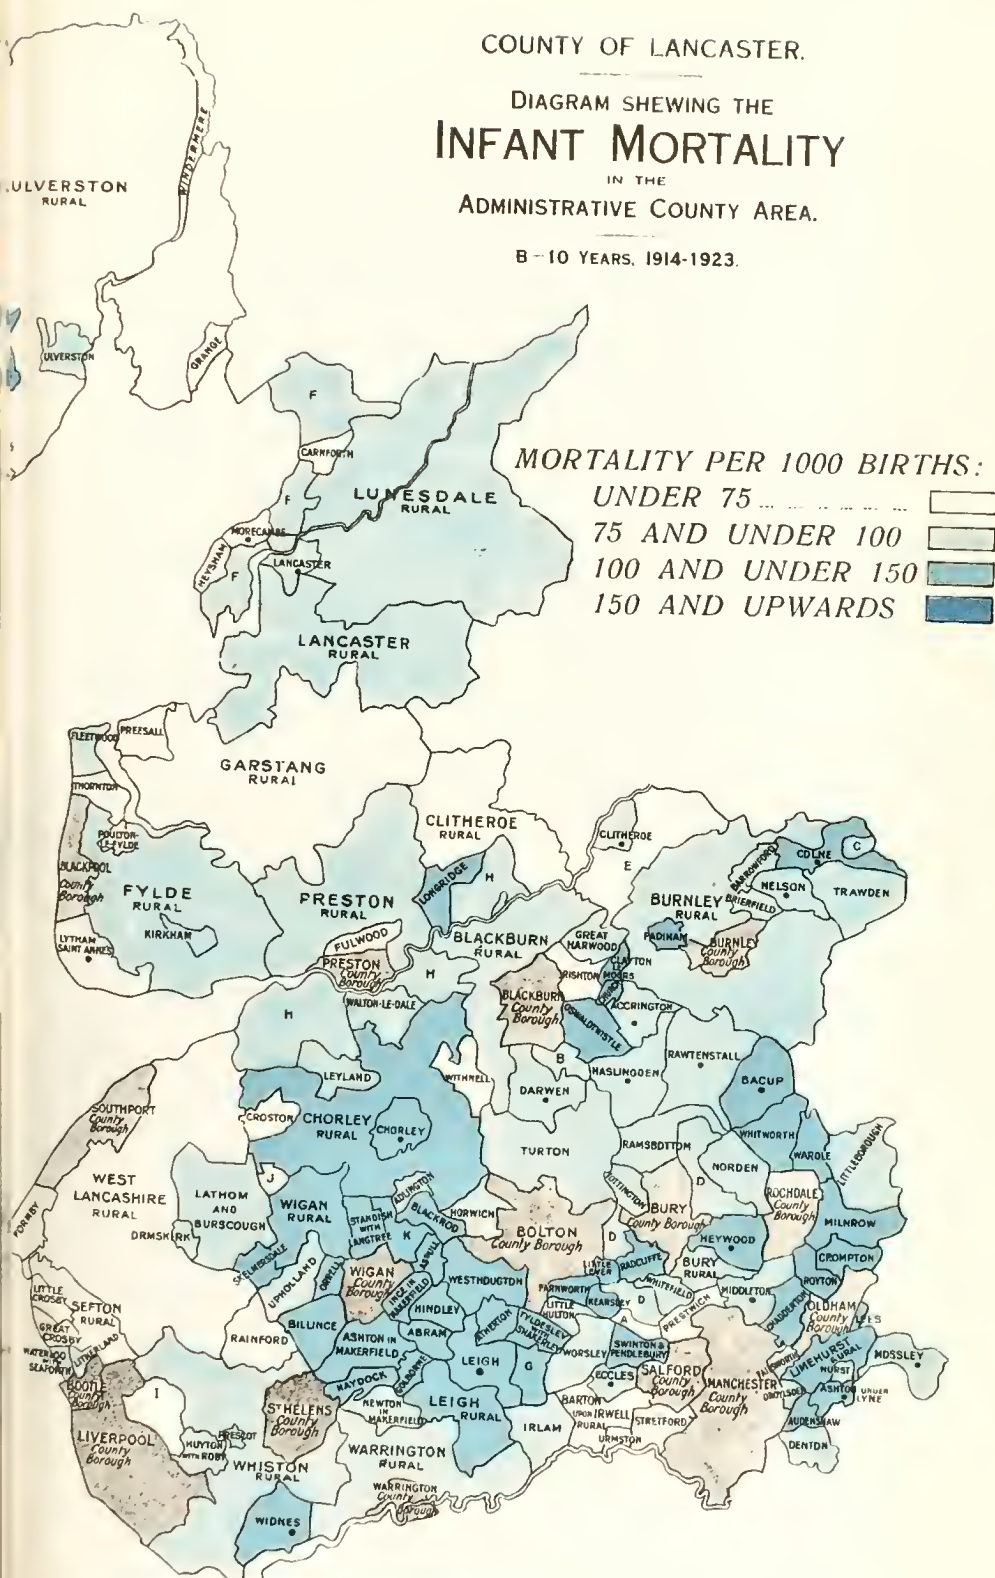 COUNTY OF LANCASTER.
DIAGRAM SHEWING THE
INFANT MORTALITY
IN THE
ADMINISTRATIVE COUNTY AREA.
B—10 YEARS, 1914-1923.
WINDERMERE
ULVERSTON
RURAL
ULVERSTON
GRANGE
F
CARNFORTH
F
LUNESDALE
RURAL
MORTALITY PER 1000 BIRTHS:
UNDER 75
75 AND UNDER 100
100 AND UNDER 150
150 AND UPWARDS
MORECAMBE
HEYSHAM
F
LANCASTER
LANCASTER
RURAL
FLEETWOOD
PREESALL
GARSTANG
RURAL
THORNTON
CLITHEROE
RURAL
CLITHEROE
E
POULTON-
LE-FYLDE
BLACKPOOL
County
Borough
FYLDE
RURAL
KIRKHAM
LYTHAM
SAINT ANNES
PRESTON
RURAL
LONGRIDGE
H
FULWOOD
PRESTON
County
Borough
H
BLACKBURN
RURAL
GREAT
HARWOOD
BURNLEY
RURAL
BARROWFORD
COLNE
C
NELSON
BRIERFIELD
TRAWDEN
PADIHAM
BURNLEY
County
Borough
RISHTON
CLAYTON
LE
MOORS
CHURCH
BLACKBURN
County
Borough
OSWALDTWISTLE
ACCRINGTON
H
WALTON-LE-DALE
B
HASLINGDEN
RAWTENSTALL
LEYLAND
WITHNELL
DARWEN
BACUP
SOUTHPORT
County
Borough
CROSTON
CHORLEY
RURAL
CHORLEY
TURTON
RAMSBOTTOM
WHITWORTH
WARDLE
LITTLEBOROUGH
NORDEN
D
WEST
LANCASHIRE
RURAL
J
LATHOM
AND
BURSCOUGH
ORMSKIRK
WIGAN
RURAL
STANDISH
WITH
LANGTREE
ADLINGTON
BLACKROD
K
HORWICH
TOTTINGTON
BURY
County Borough
ROCHDALE
County
Borough
MILNROW
FORMBY
BOLTON
County Borough
D
HEYWOOD
SKELMERSDALE
UPHOLLAND
ORRELL
WIGAN
County
Borough
ASPULL
INCE IN
MAKERFIELD
WESTHOUGHTON
LITTLE
LEVER
RADCLIFFE
BURY
RURAL
CROMPTON
ROYTON
FARNWORTH
KEARSLEY
WHITEFIELD
D
MIDDLETON
CHADDERTON
OLDHAM
County
Borough
LEES
LITTLE
CROSBY
SEFTON
RURAL
GREAT
CROSBY
HINDLEY
LITTLE
HULTON
A
PRESTWICH
BILLINGE
ASHTON IN
MAKERFIELD
ABRAM
ATHERTON
TYLDESLEY
WITH
SHAKERLEY
WORSLEY
SWINTON &
PENDLEBURY
RAINFORD
LITHERLAND
WATERLOO
WITH
SEAFORTH
FAILSWORTH
LIMEHURST
RURAL
HURST
MOSSLEY
BOOTLE
County
Borough
I
HAYDOCK
GOLBORNE
LEIGH
G
ECCLES
SALFORD
County
Borough
MANCHESTER
County
Borough
DROYLSDEN
ASHTON UNDER
LYNE
ST HELENS
County
Borough
NEWTON
IN
MAKERFIELD
LEIGH
RURAL
BARTON
UPON IRWELL
RURAL
STRETFORD
IRLAM
URMSTON
AUDENSHAW
DENTON
LIVERPOOL
County
Borough
PRESCOT
HUYTON
WITH ROBY
WHISTON
RURAL
WARRINGTON
RURAL
WARRINGTON
County
Borough
WIDNES